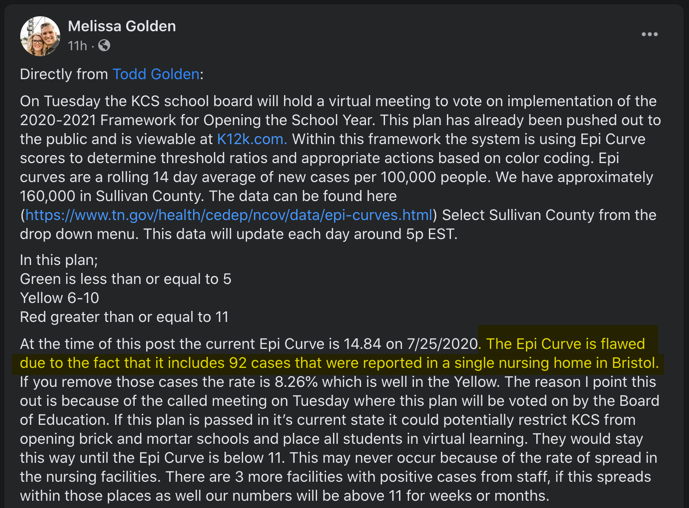 Melissa Golden
11h ·
Directly from Todd Golden:
On Tuesday the KCS school board will hold a virtual meeting to vote on implementation of the
2020-2021 Framework for Opening the School Year. This plan has already been pushed out to
the public and is viewable at K12k.com. Within this framework the system is using Epi Curve
scores to determine threshold ratios and appropriate actions based on color coding. Epi
curves are a rolling 14 day average of new cases per 100,000 people. We have approximately
160,000 in Sullivan County. The data can be found here
(https://www.tn.gov/health/cedep/ncov/data/epi-curves.html) Select Sullivan County from the
drop down menu. This data will update each day around 5p EST.
In this plan;
Green is less than or equal to 5
Yellow 6-10
Red greater than or equal to 11
At the time of this post the current Epi Curve is 14.84 on 7/25/2020. The Epi Curve is flawed
due to the fact that it includes 92 cases that were reported in a single nursing home in Bristol.
If you remove those cases the rate is 8.26% which is well in the Yellow. The reason I point this
out is because of the called meeting on Tuesday where this plan will be voted on by the Board
of Education. If this plan is passed in it's current state it could potentially restrict KCS from
opening brick and mortar schools and place all students in virtual learning. They would stay
this way until the Epi Curve is below 11. This may never occur because of the rate of spread in
the nursing facilities. There are 3 more facilities with positive cases from staff, if this spreads
within those places as well our numbers will be above 11 for weeks or months.